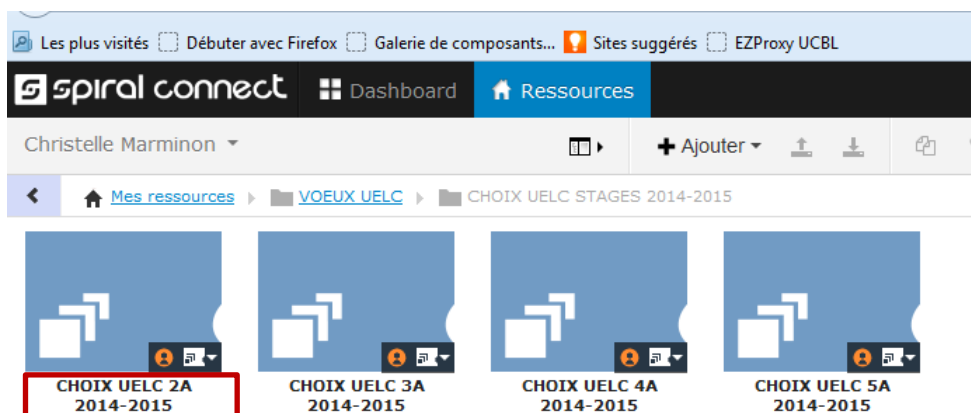 Les plus visités Débuter avec Firefox Galerie de composants... Sites suggérés EZProxy UCBL
spiral connect Dashboard Ressources
Christelle Marminon Ajouter
Mes ressources VOEUX UELC CHOIX UELC STAGES 2014-2015
CHOIX UELC 2A CHOIX UELC 3A CHOIX UELC 4A CHOIX UELC 5A
2014-2015 2014-2015 2014-2015 2014-2015